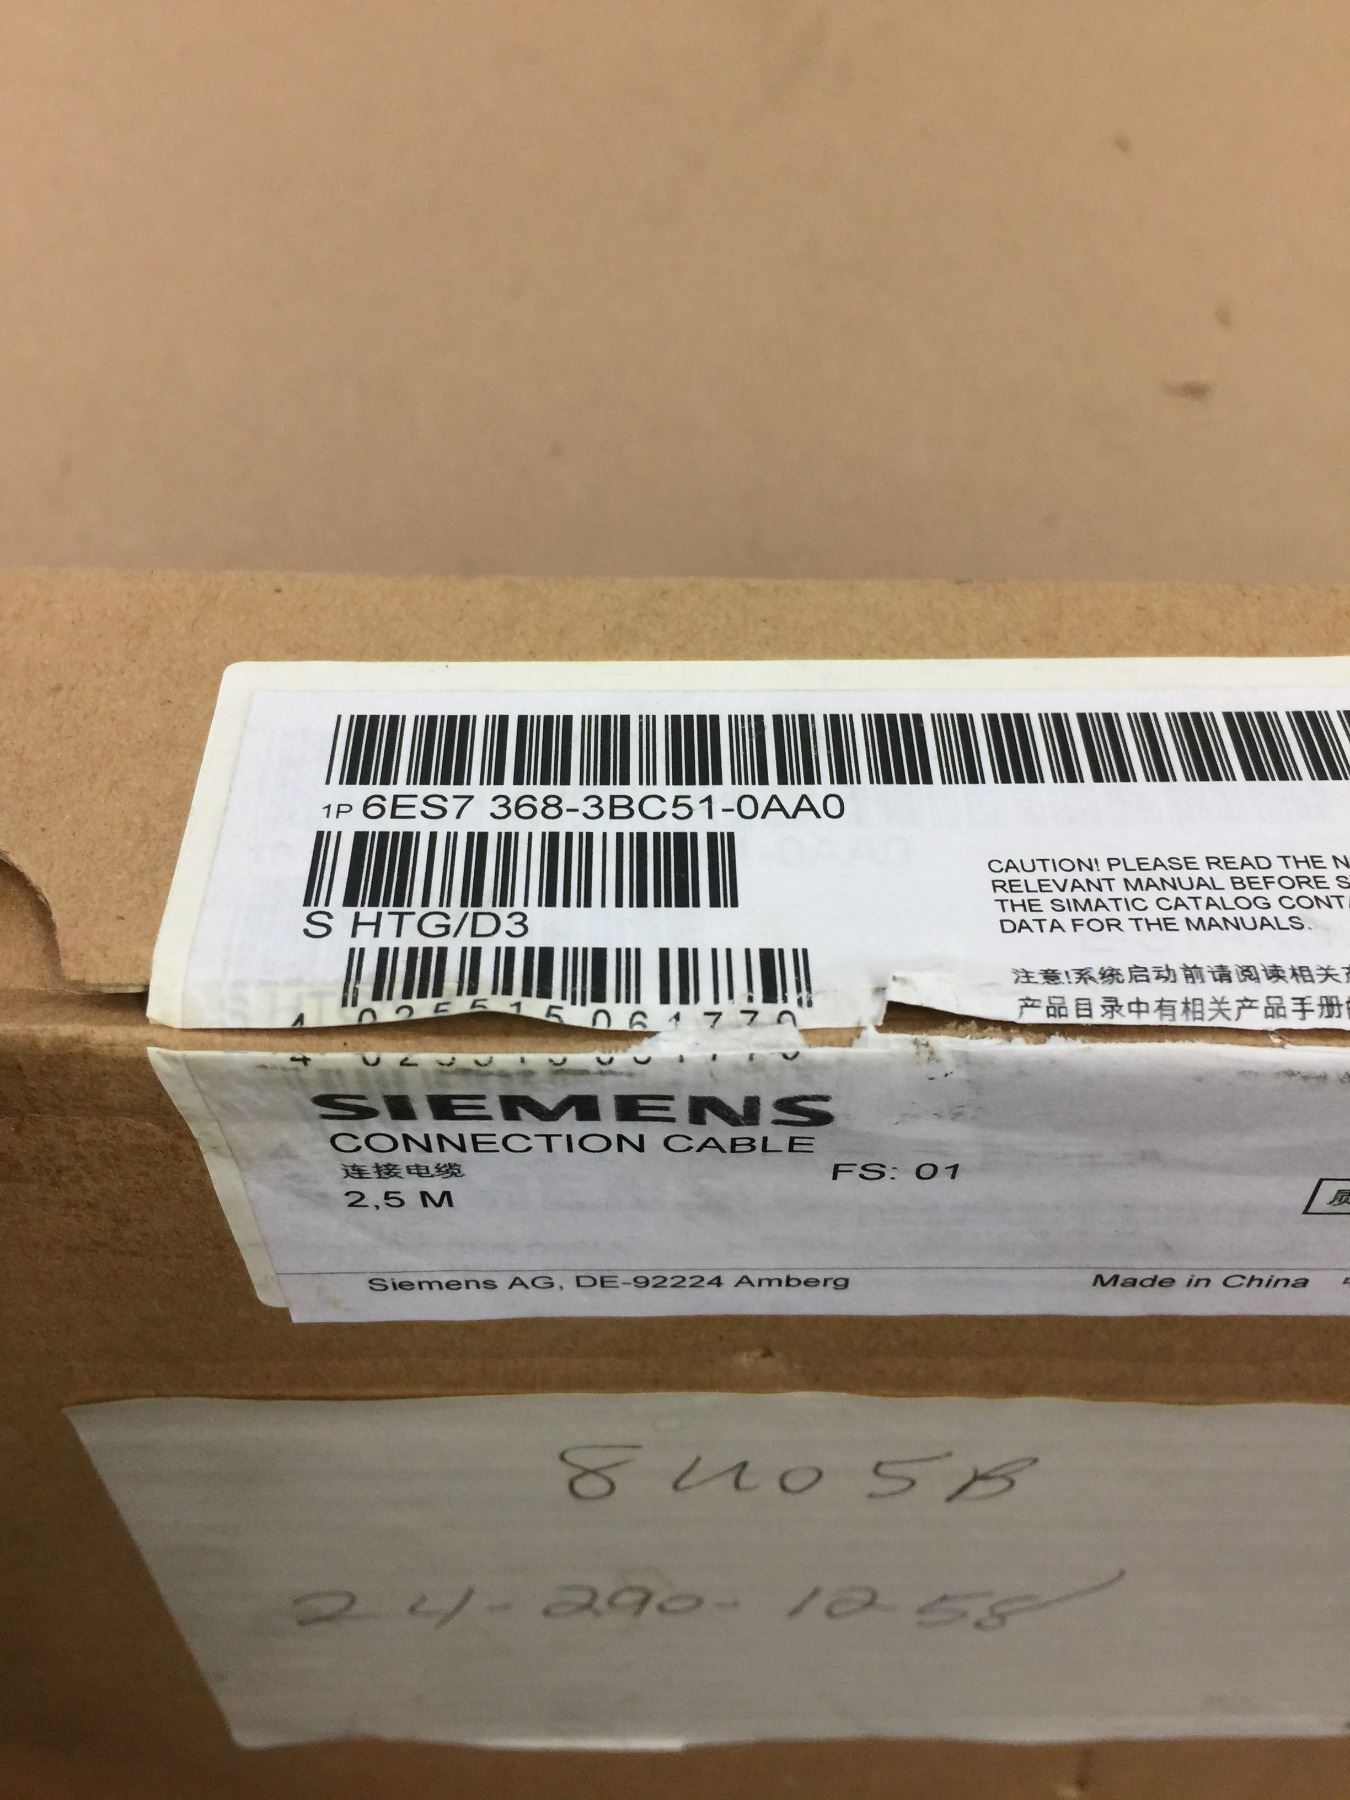 1P 6ES7 368-3BC51-0AA0
S HTG/D3
4 025515 061770
CAUTION! PLEASE READ THE
RELEVANT MANUAL BEFORE
THE SIMATIC CATALOG
DATA FOR THE MANUALS.
注意!系统启动前请阅读相关
产品目录中有相关产品手册
SIEMENS
CONNECTION CABLE
连接电缆
FS: 01
2,5 M
Siemens AG, DE-92224 Amberg
Made in China
24-290-1258